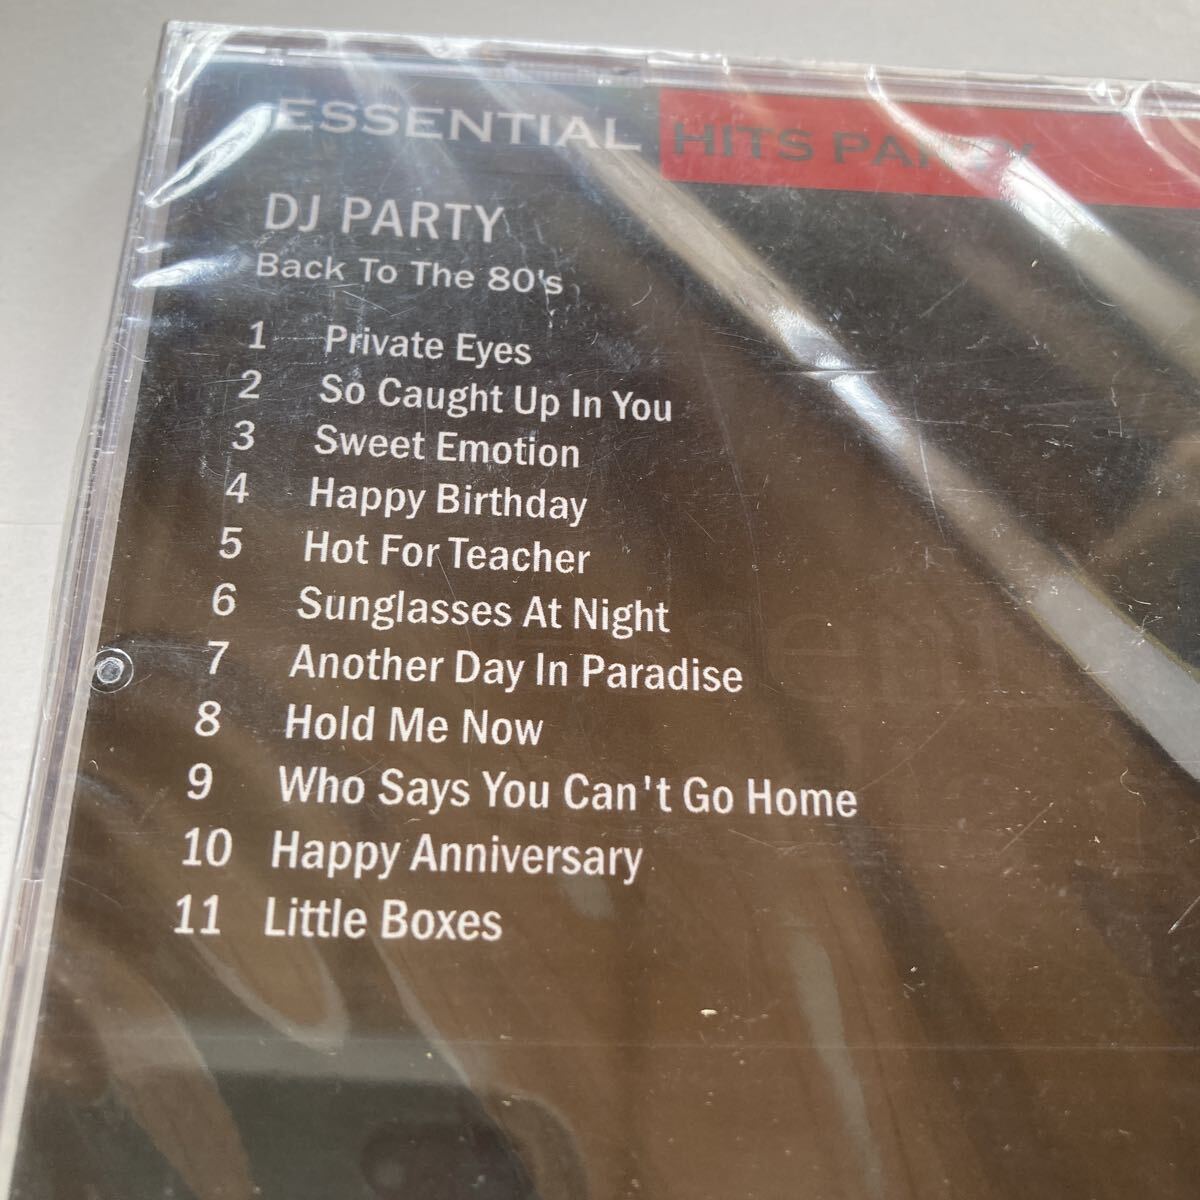 ESSENTIAL HITS PARTY
DJ PARTY
Back To The 80's
1 Private Eyes
2 So Caught Up In You
3 Sweet Emotion
4 Happy Birthday
5 Hot For Teacher
6 Sunglasses At Night
7 Another Day In Paradise
8 Hold Me Now
9 Who Says You Can't Go Home
10 Happy Anniversary
11 Little Boxes